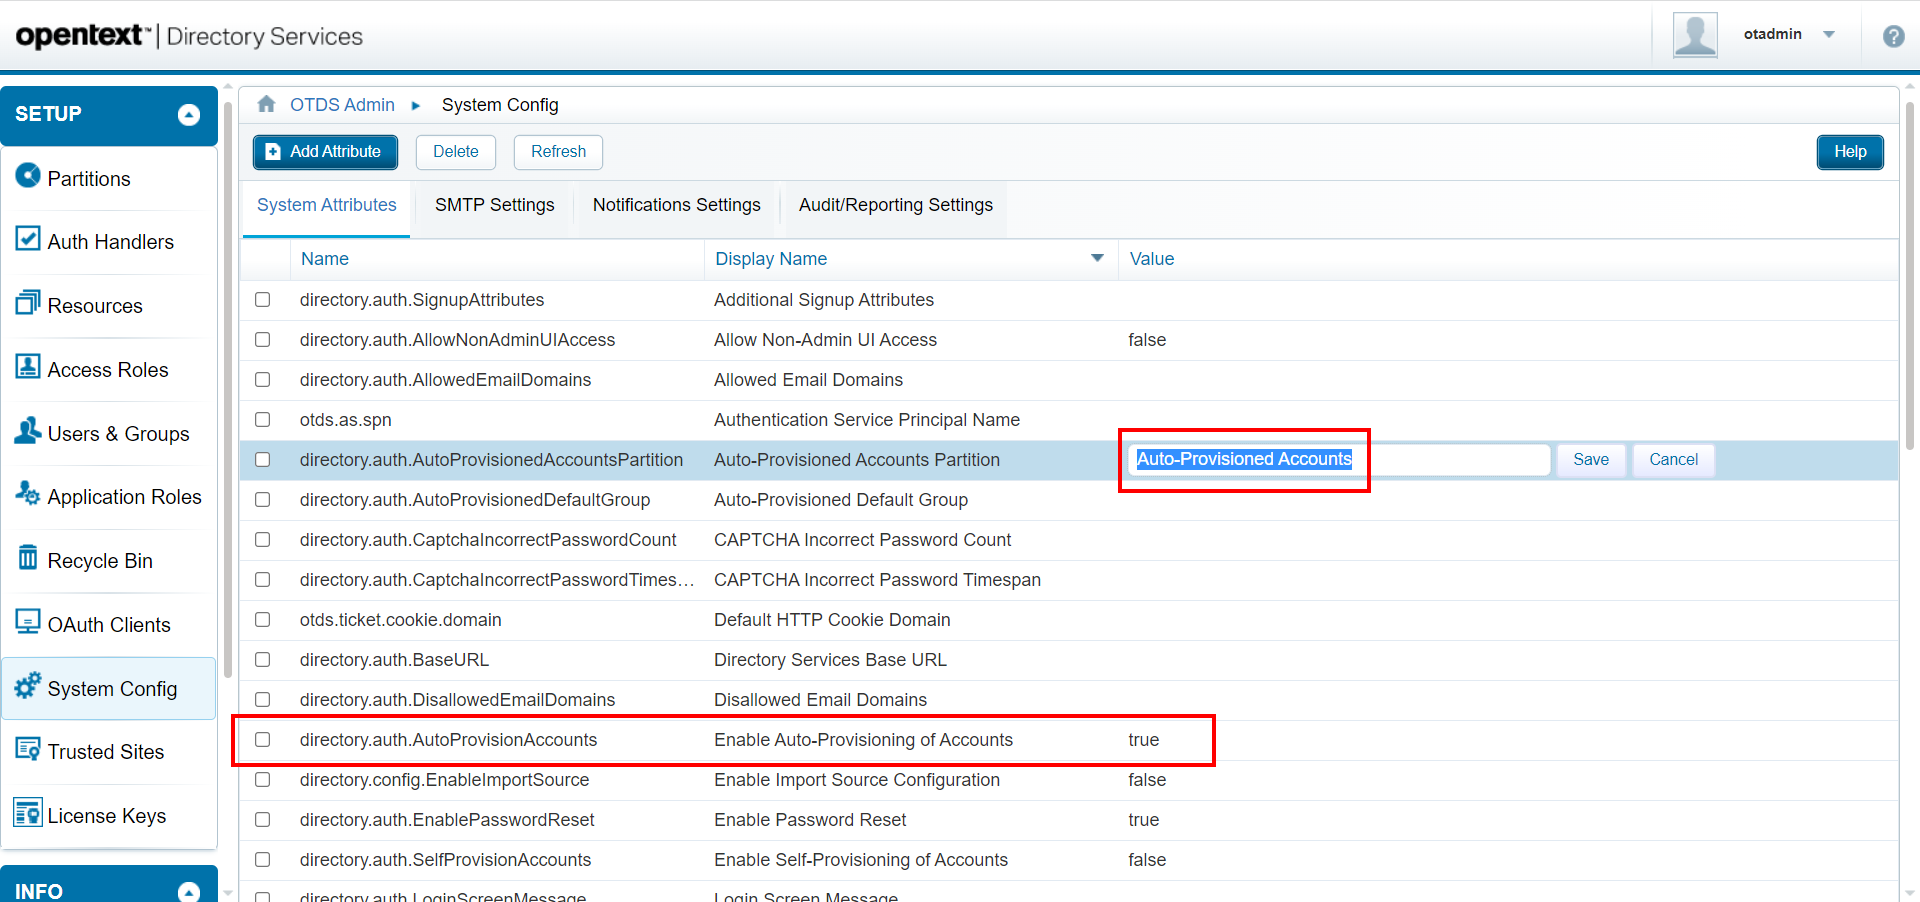 opentext™ | Directory Services
otadmin
?
SETUP
Partitions
Auth Handlers
Resources
Access Roles
Users & Groups
Application Roles
Recycle Bin
OAuth Clients
System Config
Trusted Sites
License Keys
INFO
OTDS Admin
System Config
Add Attribute
Delete
Refresh
Help
System Attributes
SMTP Settings
Notifications Settings
Audit/Reporting Settings
Name Display Name Value
directory.auth.SignupAttributes Additional Signup Attributes
directory.auth.AllowNonAdminUIAccess Allow Non-Admin UI Access false
directory.auth.AllowedEmailDomains Allowed Email Domains
otds.as.spn Authentication Service Principal Name
directory.auth.AutoProvisionedAccountsPartition Auto-Provisioned Accounts Partition Auto-Provisioned Accounts Save Cancel
directory.auth.AutoProvisionedDefaultGroup Auto-Provisioned Default Group
directory.auth.CaptchaIncorrectPasswordCount CAPTCHA Incorrect Password Count
directory.auth.CaptchaIncorrectPasswordTimes... CAPTCHA Incorrect Password Timespan
otds.ticket.cookie.domain Default HTTP Cookie Domain
directory.auth.BaseURL Directory Services Base URL
directory.auth.DisallowedEmailDomains Disallowed Email Domains
directory.auth.AutoProvisionAccounts Enable Auto-Provisioning of Accounts true
directory.config.EnableImportSource Enable Import Source Configuration false
directory.auth.EnablePasswordReset Enable Password Reset true
directory.auth.SelfProvisionAccounts Enable Self-Provisioning of Accounts false
directory.auth.LoginScreenMessage Login Screen Message